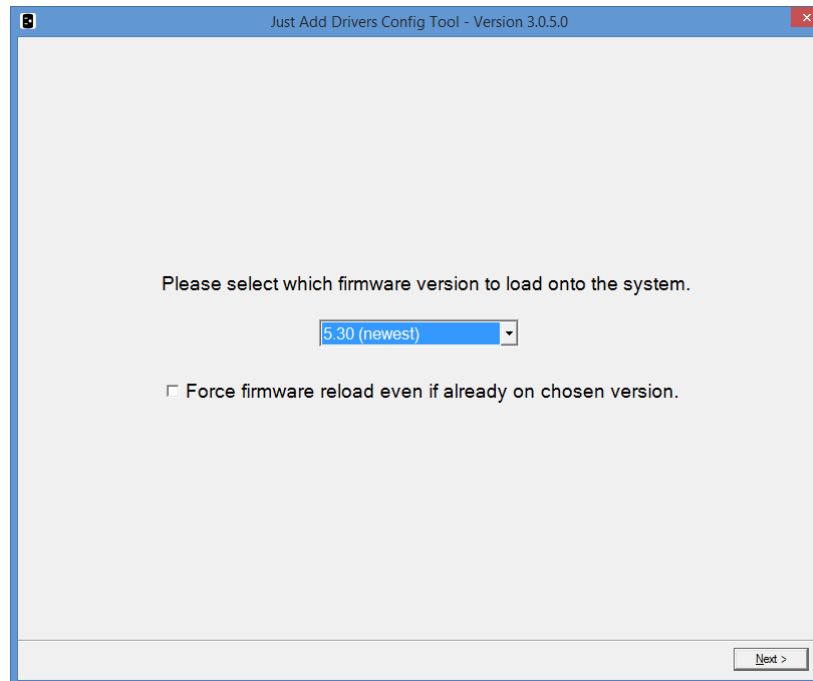 Just Add Drivers Config Tool - Version 3.0.5.0
Please select which firmware version to load onto the system.
5.30 (newest)
Force firmware reload even if already on chosen version.
Next >